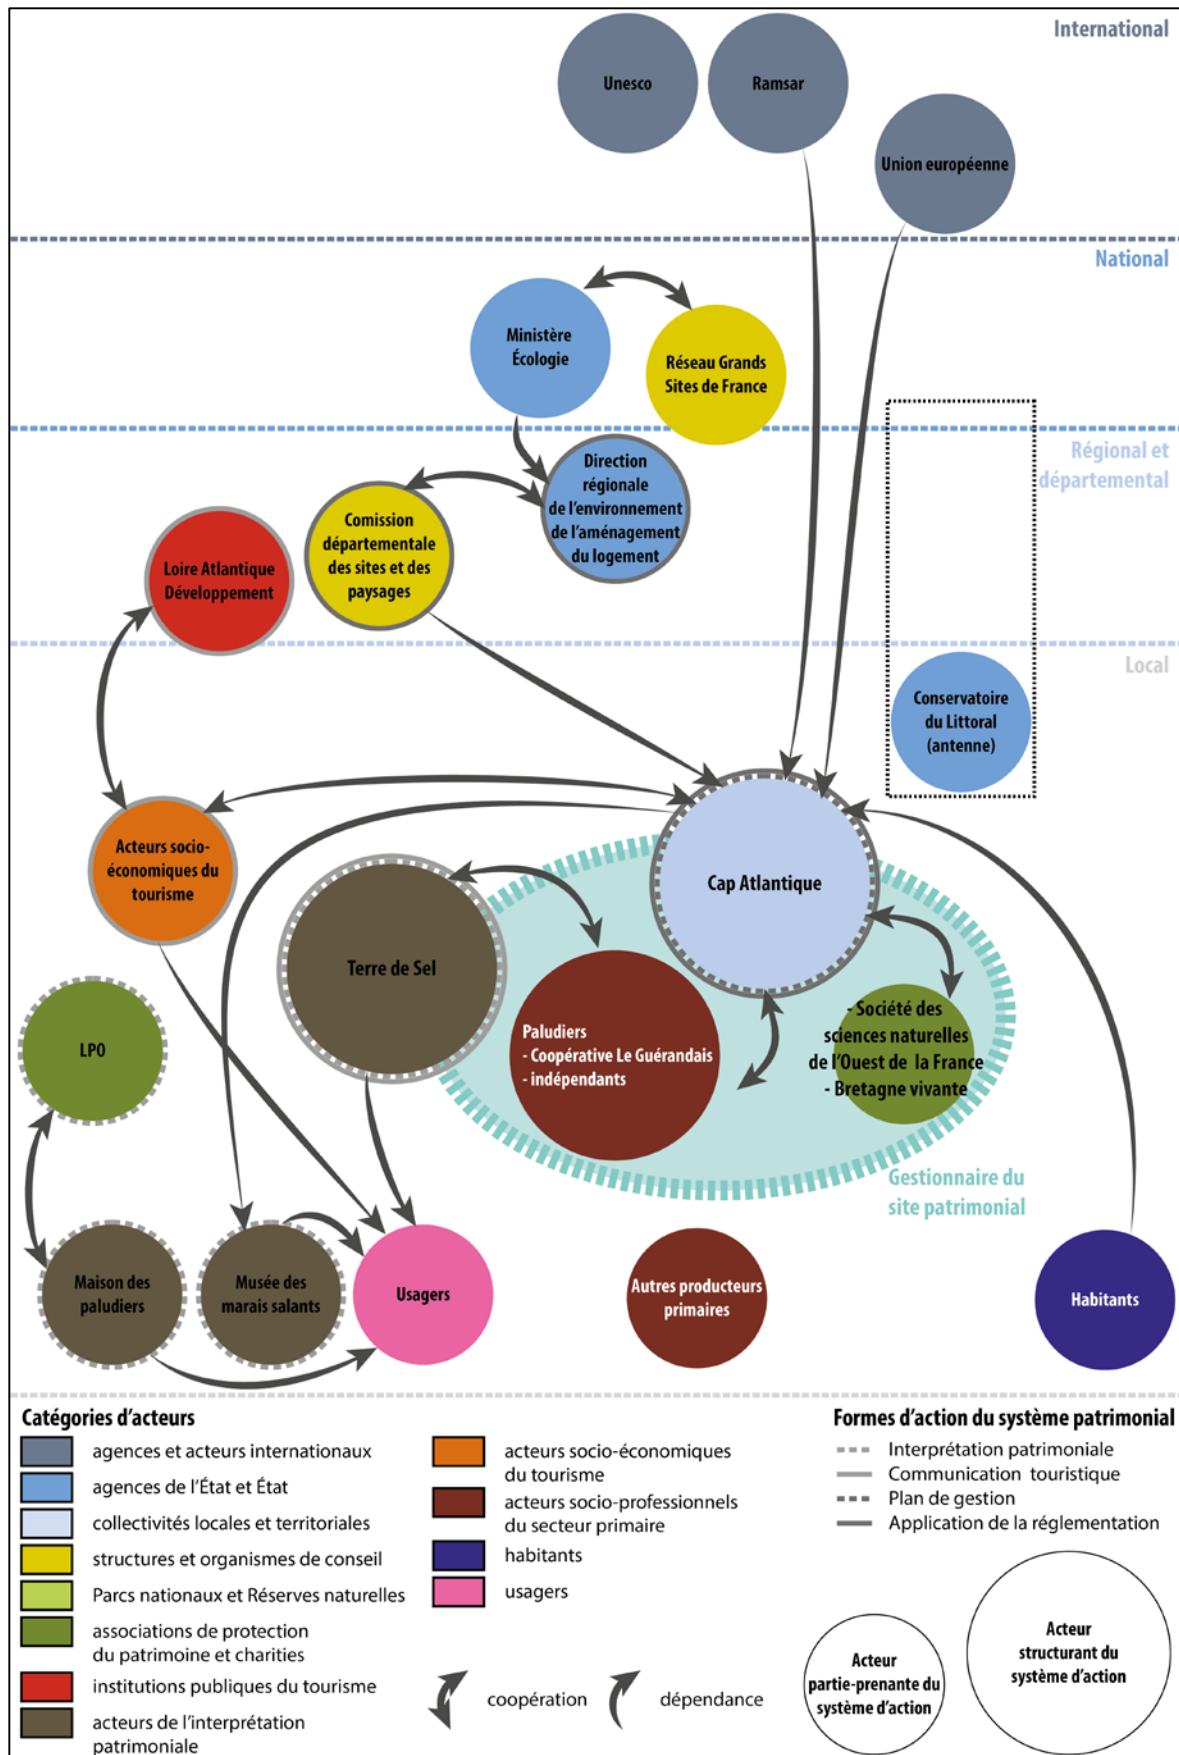 International
Unesco
Ramsar
Union européenne
National
Ministère
Écologie
Réseau Grands
Sites de France
Régional et
départemental
Direction
régionale
de l'environnement
de l'aménagement
du logement
Comission
départementale
des sites et des
paysages
Loire Atlantique
Développement
Local
Conservatoire
du Littoral
(antenne)
Acteurs socio-
économiques du
tourisme
Cap Atlantique
Terre de Sel
LPO
Paludiers
- Coopérative Le Guérandais
- indépendants
- Société des
sciences naturelles
de l'Ouest de la France
- Bretagne vivante
Gestionnaire du
site patrimonial
Maison des
paludiers
Musée des
marais salants
Usagers
Autres producteurs
primaires
Habitants
Catégories d'acteurs
agences et acteurs internationaux
agences de l'État et État
collectivités locales et territoriales
structures et organismes de conseil
Parcs nationaux et Réserves naturelles
associations de protection
du patrimoine et charities
institutions publiques du tourisme
acteurs de l'interprétation
patrimoniale
acteurs socio-économiques
du tourisme
acteurs socio-professionnels
du secteur primaire
habitants
usagers
coopération
dépendance
Formes d'action du système patrimonial
Interprétation patrimoniale
Communication touristique
Plan de gestion
Application de la réglementation
Acteur
partie-prenante du
système d'action
Acteur
structurant du
système d'action